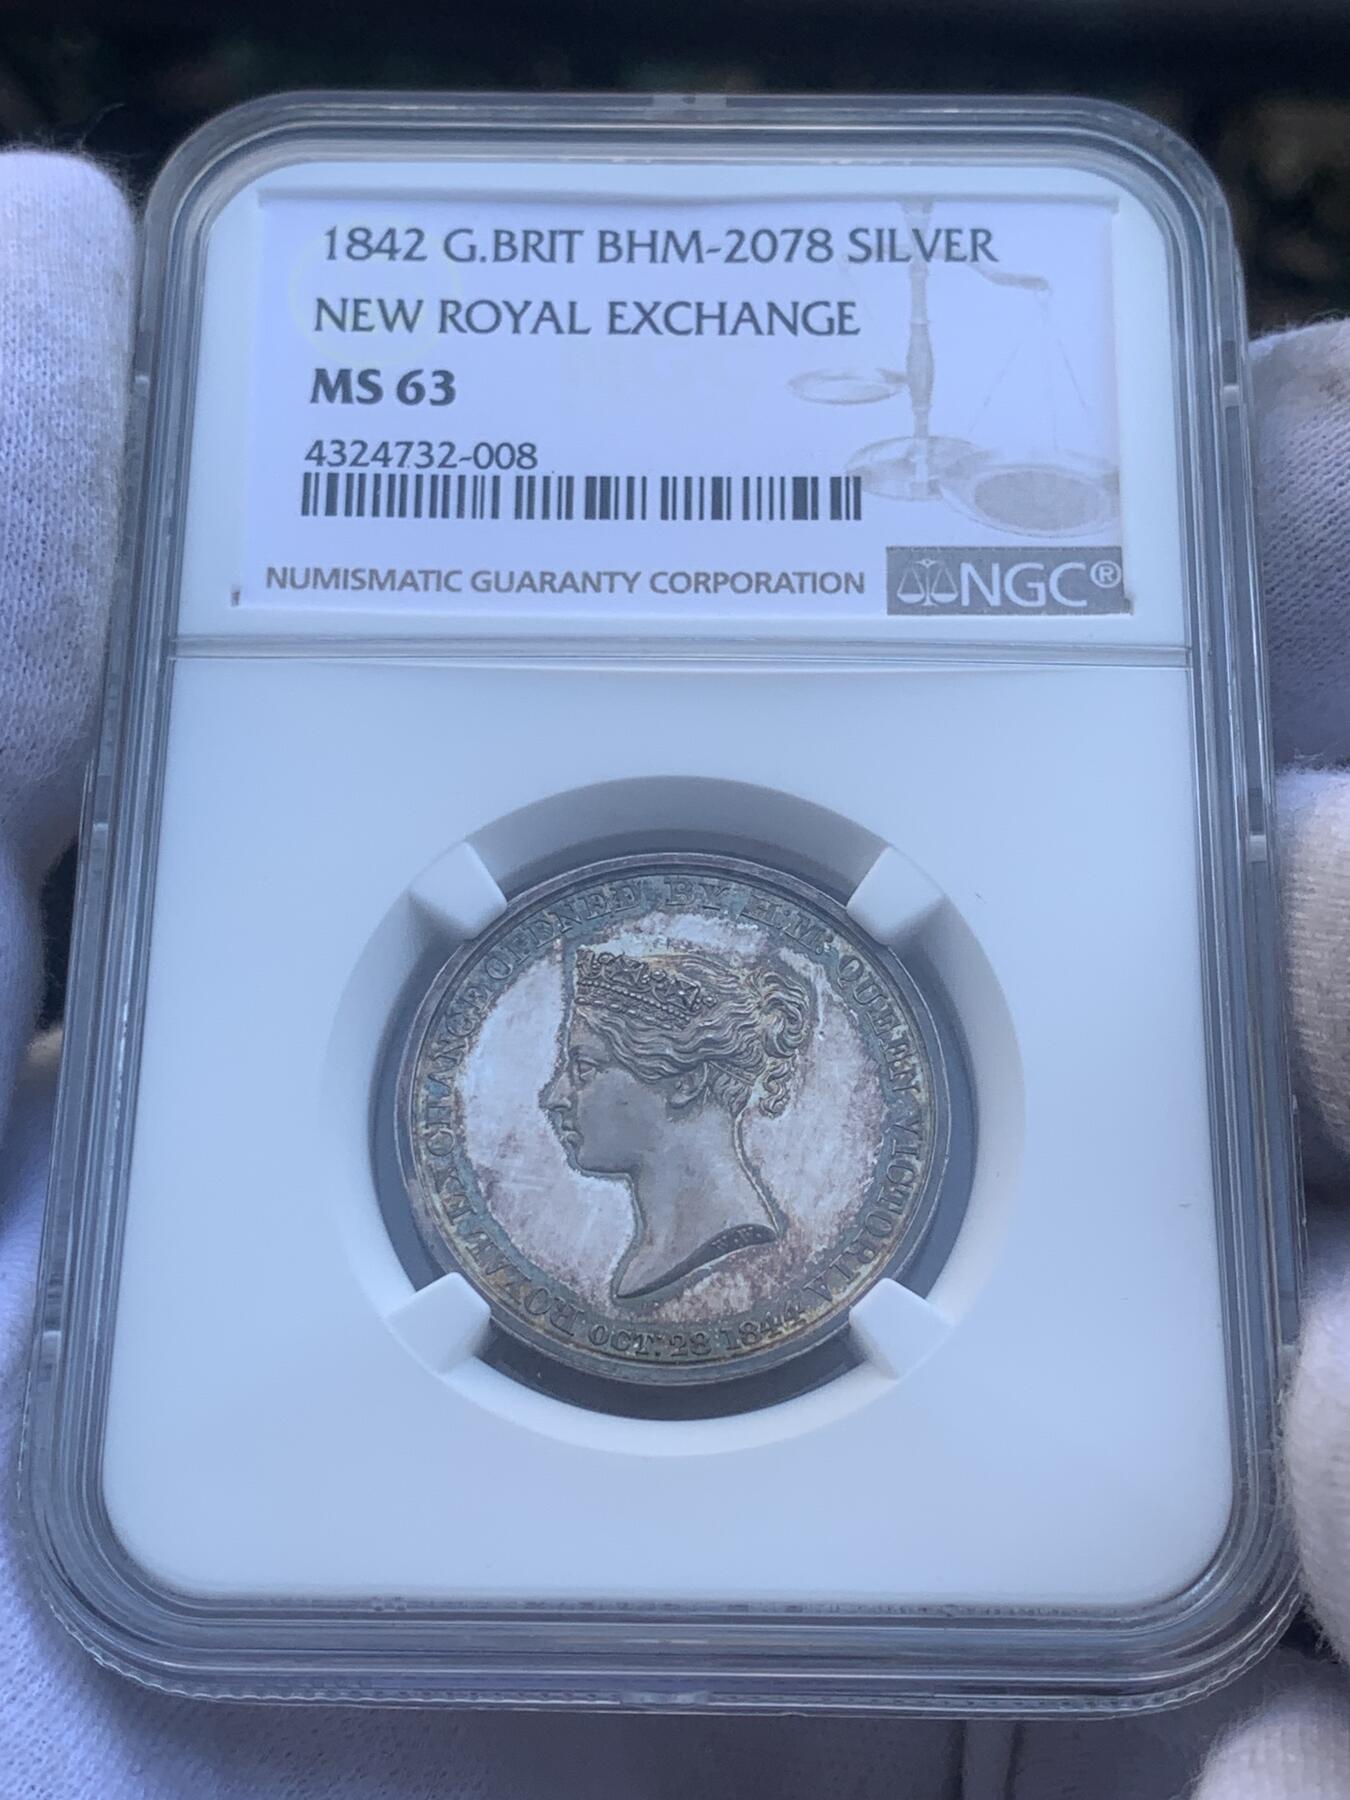 1842 G.BRIT BHM-2078 SILVER
NEW ROYAL EXCHANGE
MS 63
4324732-008
NUMISMATIC GUARANTY CORPORATION
NGC®
ROYAL EXCHANGE OPENED BY H.M. QUEEN VICTORIA
OCT. 28 1844
W.W.